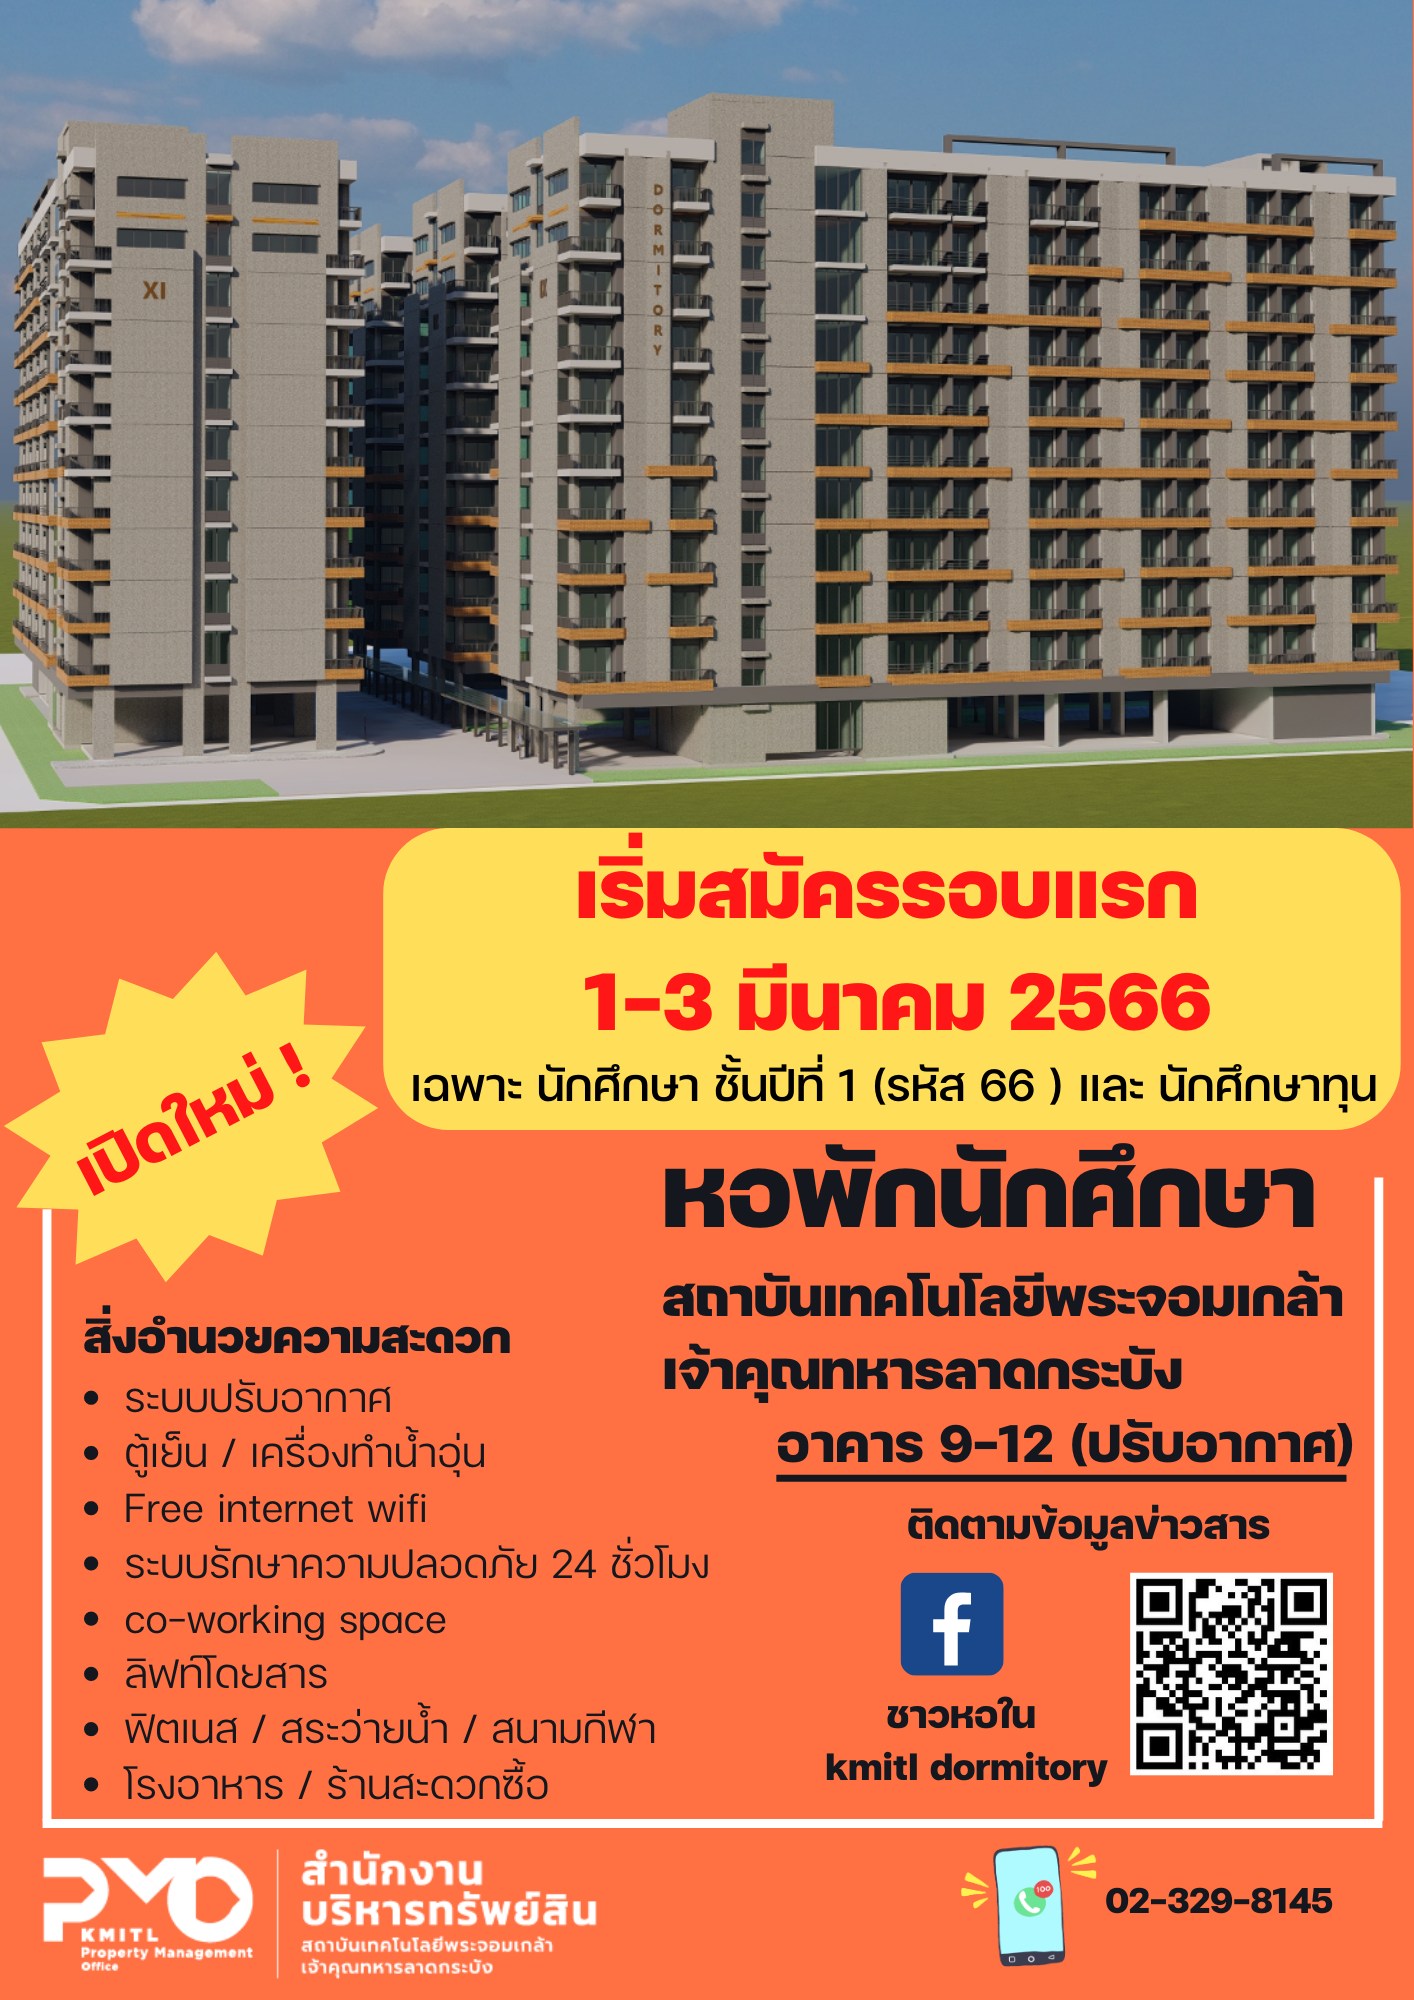 XI
IX
DORMITORY
เริ่มสมัครรอบแรก
1-3 มีนาคม 2566
เฉพาะ นักศึกษา ชั้นปีที่ 1 (รหัส 66 ) และ นักศึกษาทุน
เปิดใหม่ !
หอพักนักศึกษา
สถาบันเทคโนโลยีพระจอมเกล้า
เจ้าคุณทหารลาดกระบัง
อาคาร 9-12 (ปรับอากาศ)
สิ่งอำนวยความสะดวก
• ระบบปรับอากาศ
• ตู้เย็น / เครื่องทำน้ำอุ่น
• Free internet wifi
• ระบบรักษาความปลอดภัย 24 ชั่วโมง
• co-working space
• ลิฟท์โดยสาร
• ฟิตเนส / สระว่ายน้ำ / สนามกีฬา
• โรงอาหาร / ร้านสะดวกซื้อ
ติดตามข้อมูลข่าวสาร
f
ชาวหอใน
kmitl dormitory
PMO
KMITL
Property Management
Office
สำนักงาน
บริหารทรัพย์สิน
สถาบันเทคโนโลยีพระจอมเกล้า
เจ้าคุณทหารลาดกระบัง
100
02-329-8145